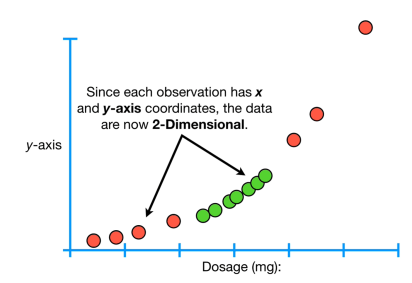 Since each observation has x
and y-axis coordinates, the data
are now 2-Dimensional.
y-axis
Dosage (mg):